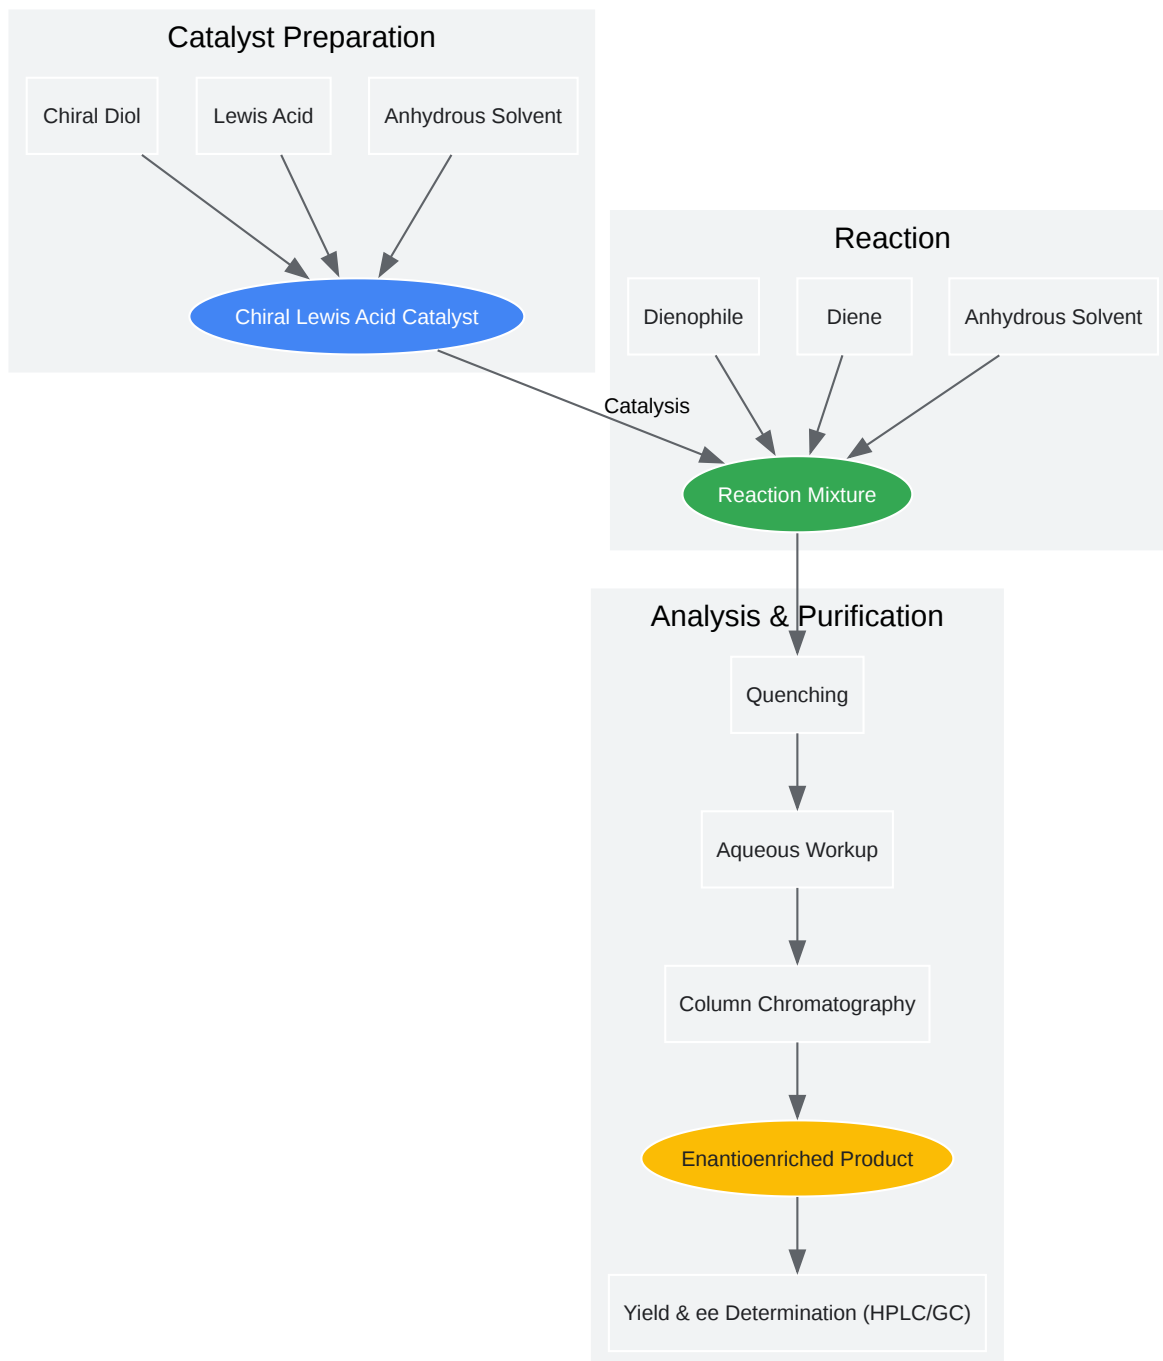 Catalyst Preparation
Chiral Diol
Lewis Acid
Anhydrous Solvent
Chiral Lewis Acid Catalyst
Reaction
Dienophile
Diene
Anhydrous Solvent
Catalysis
Reaction Mixture
Analysis & Purification
Quenching
Aqueous Workup
Column Chromatography
Enantioenriched Product
Yield & ee Determination (HPLC/GC)